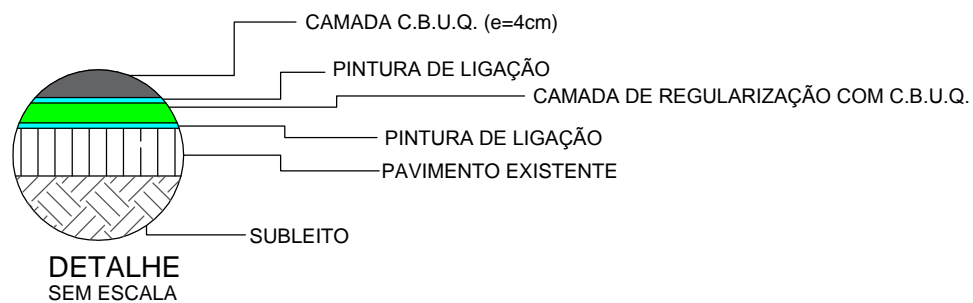 CAMADA C.B.U.Q. (e=4cm)
PINTURA DE LIGAÇÃO
CAMADA DE REGULARIZAÇÃO COM C.B.U.Q.
PINTURA DE LIGAÇÃO
PAVIMENTO EXISTENTE
SUBLEITO
DETALHE
SEM ESCALA